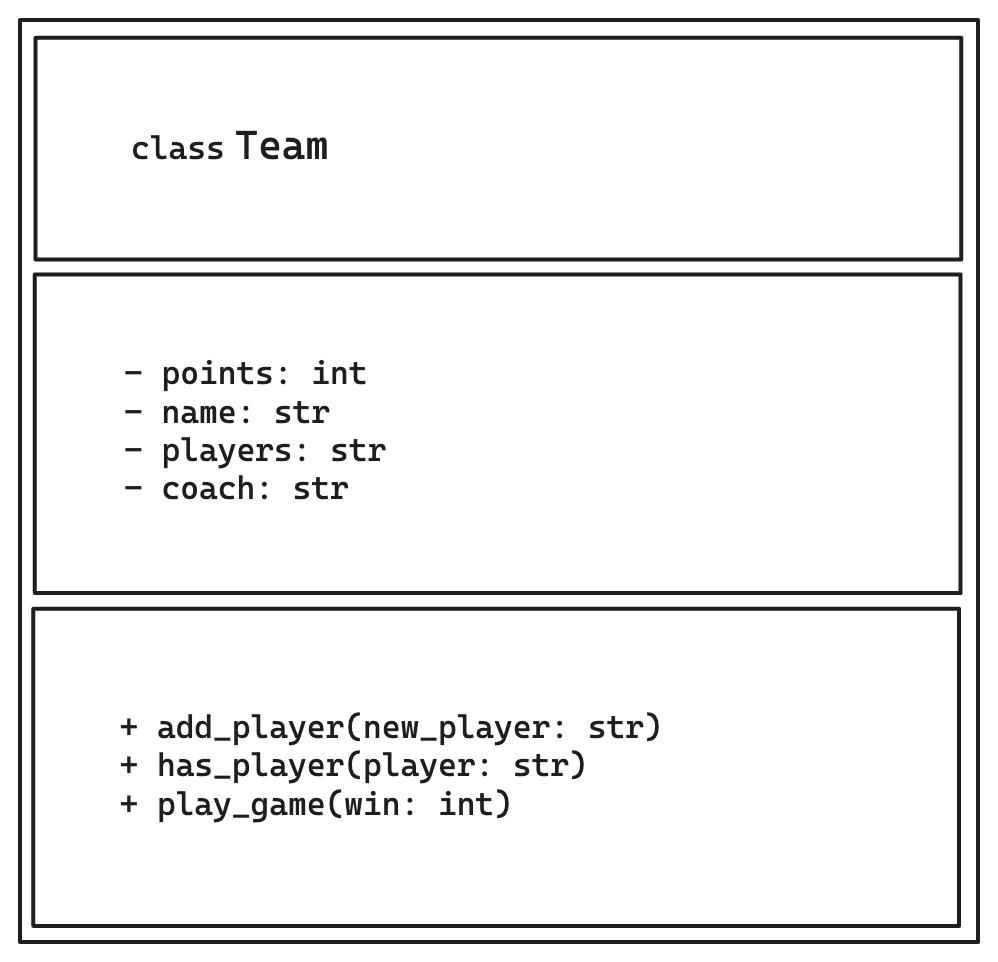 class Team
- points: int
- name: str
- players: str
- coach: str
+ add_player(new_player: str)
+ has_player(player: str)
+ play_game(win: int)